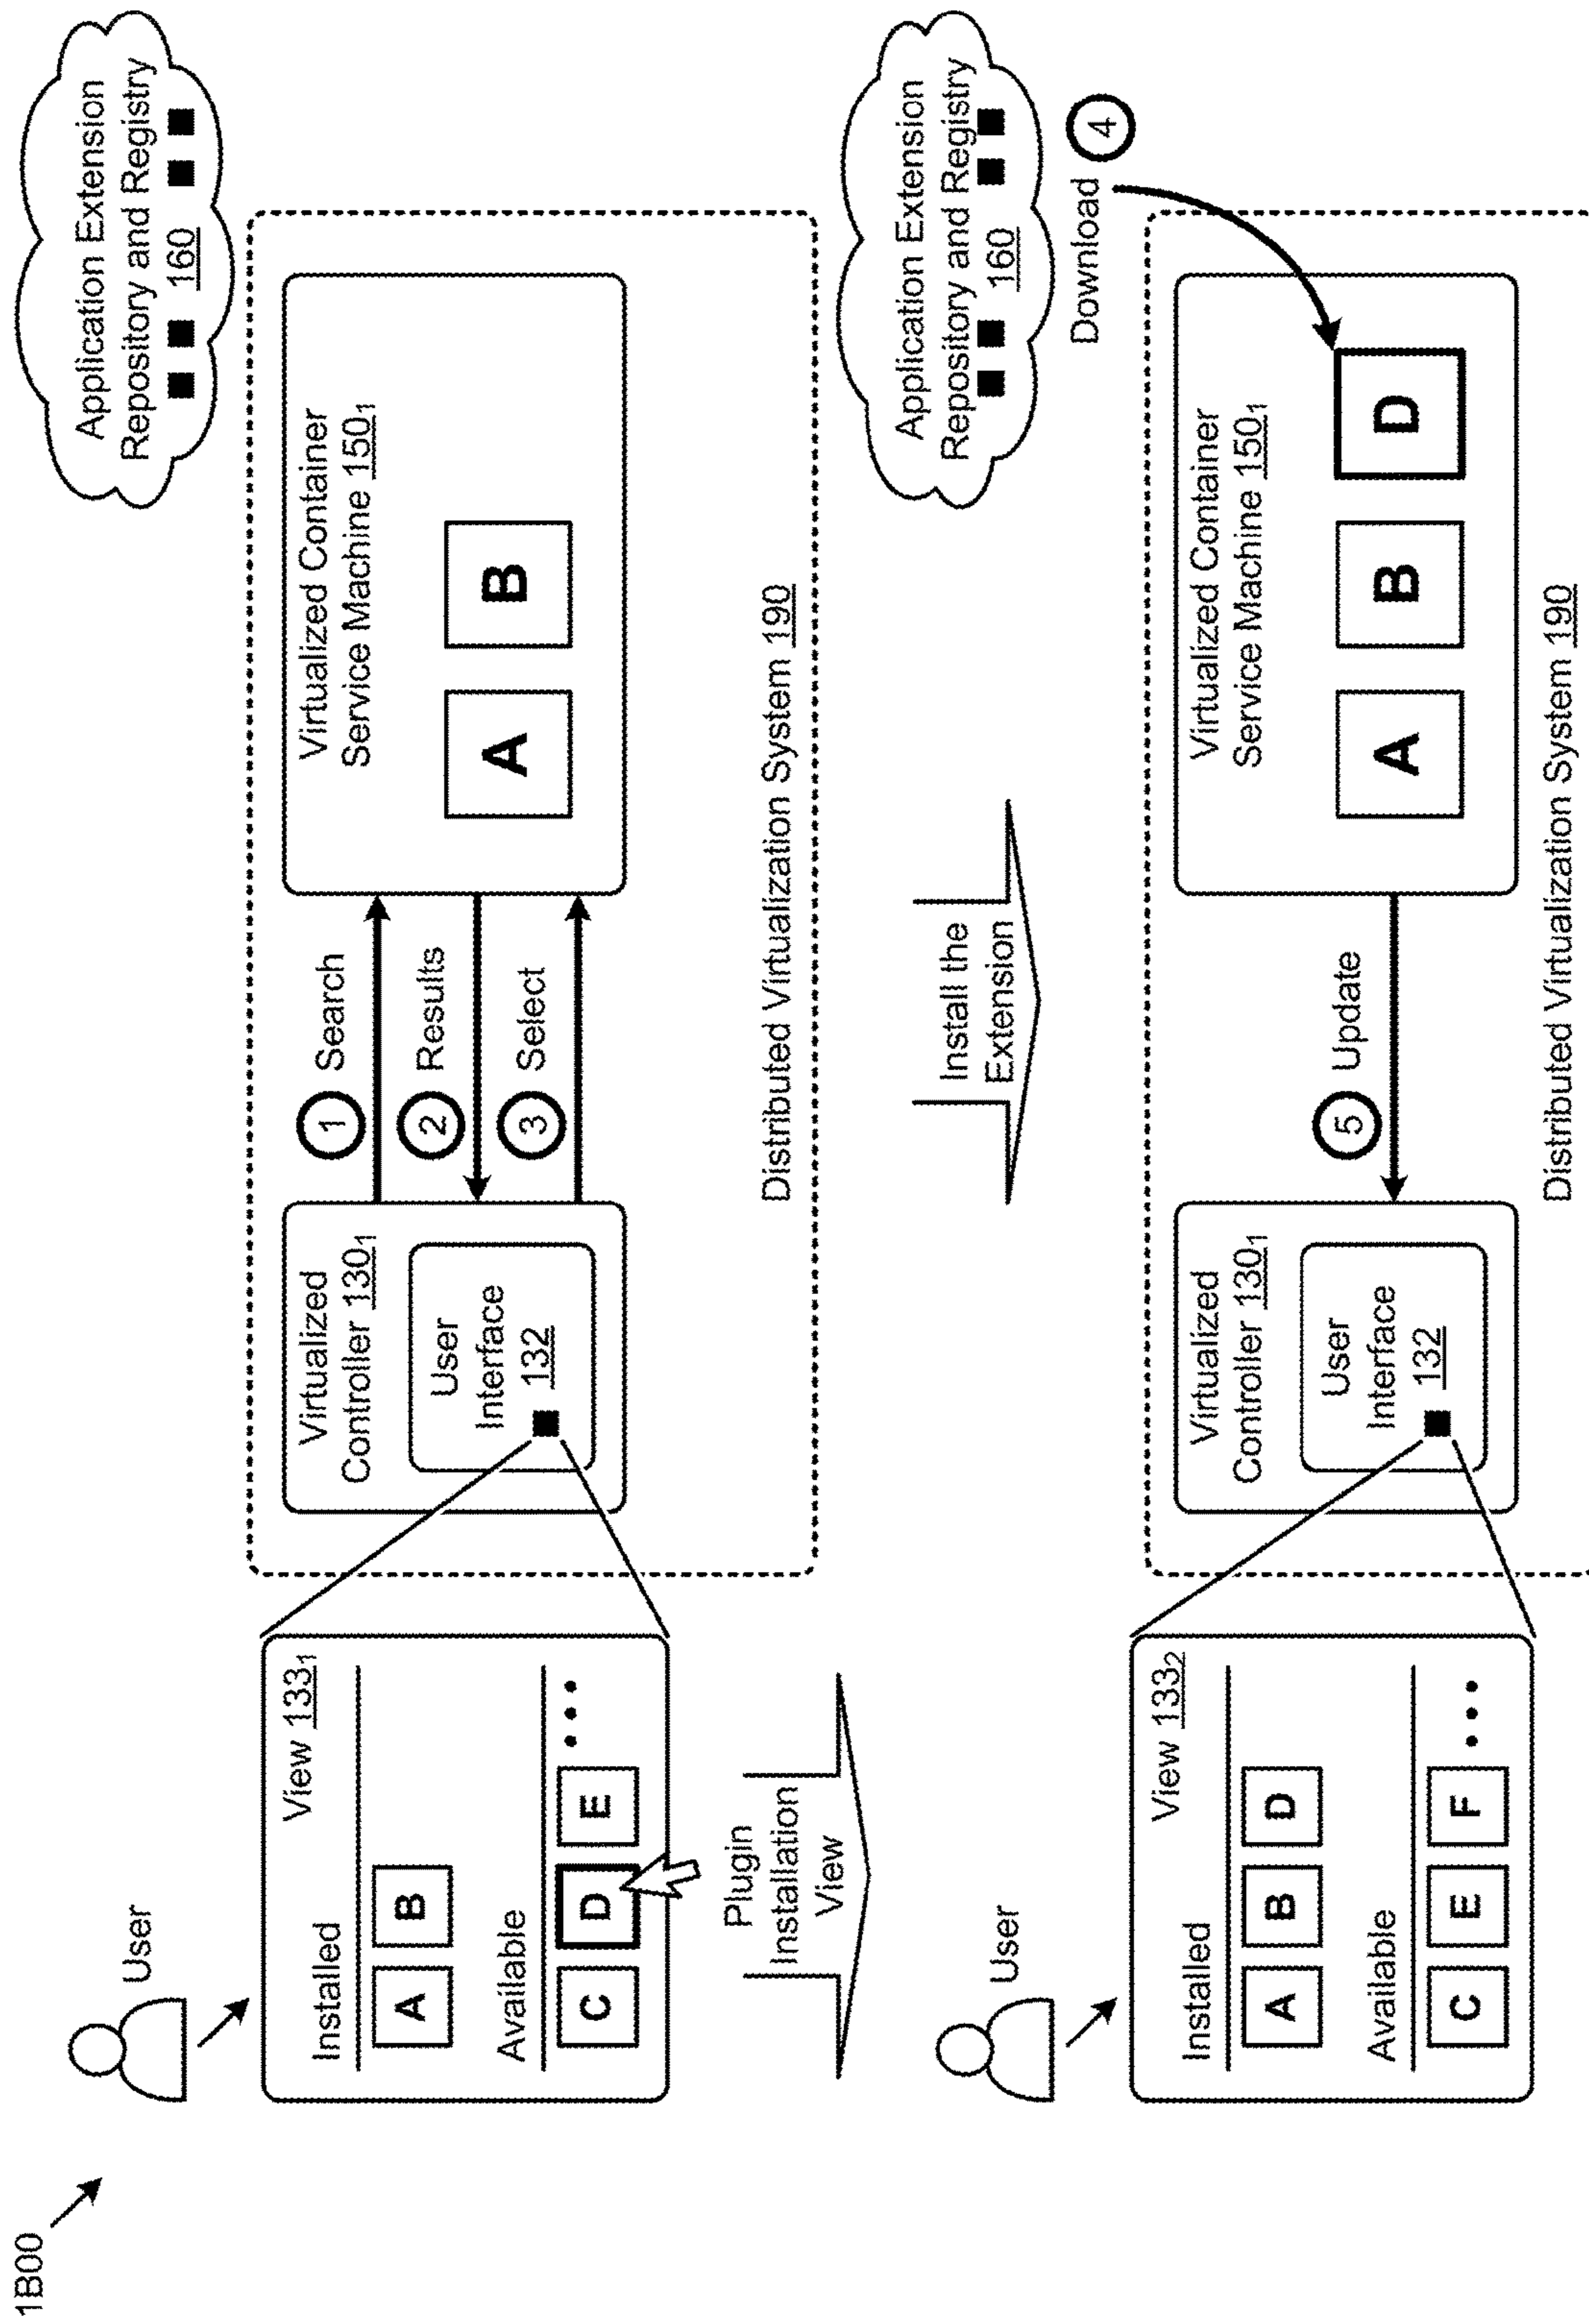 1B00
User
View 133₁
Installed
A B
Available
C D E
Virtualized
Controller 130₁
User
Interface
132
1 Search
2 Results
3 Select
Virtualized Container
Service Machine 150₁
A B
Distributed Virtualization System 190
Application Extension
Repository and Registry
160
Plugin
Installation
View
Install the
Extension
User
View 133₂
Installed
A B D
Available
C E F
Virtualized
Controller 130₁
User
Interface
132
5 Update
Virtualized Container
Service Machine 150₁
A B D
Distributed Virtualization System 190
Application Extension
Repository and Registry
160
Download 4